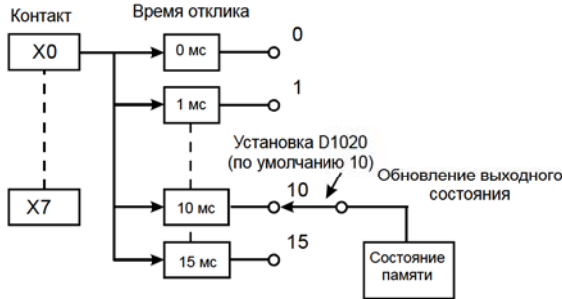 Контакт
Время отклика
X0
0 мс
0
1 мс
1
Установка D1020
(по умолчанию 10)
Обновление выходного
состояния
X7
10 мс
10
15 мс
15
Состояние
памяти